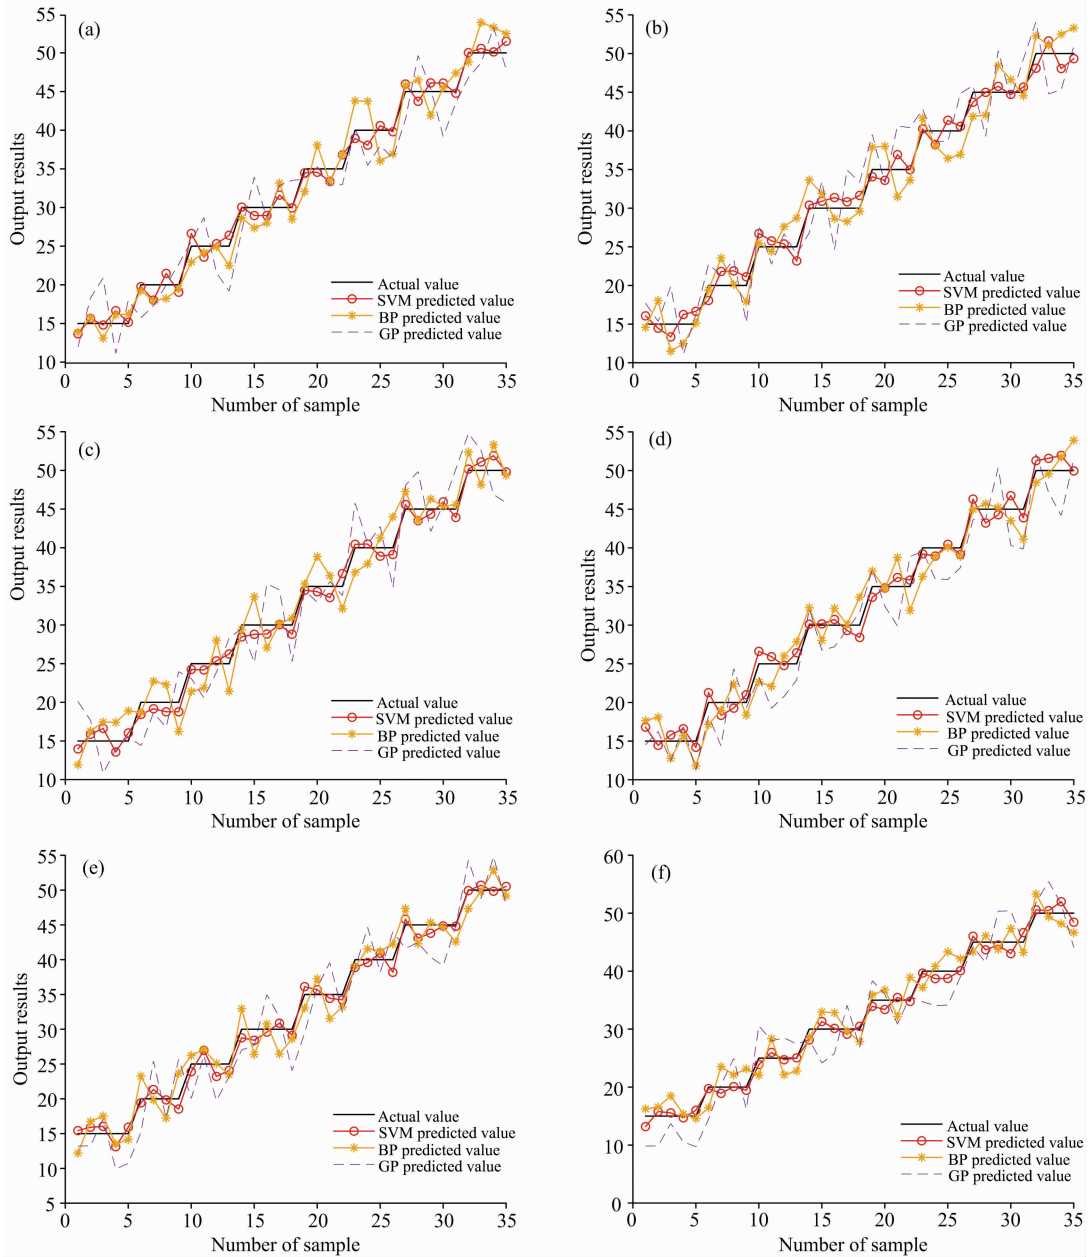 (a)
Output results
55
50
45
40
35
30
25
20
15
10
Actual value
SVM predicted value
BP predicted value
GP predicted value
0 5 10 15 20 25 30 35
Number of sample
(b)
Output results
55
50
45
40
35
30
25
20
15
10
Actual value
SVM predicted value
BP predicted value
GP predicted value
0 5 10 15 20 25 30 35
Number of sample
(c)
Output results
55
50
45
40
35
30
25
20
15
10
Actual value
SVM predicted value
BP predicted value
GP predicted value
0 5 10 15 20 25 30 35
Number of sample
(d)
Output results
55
50
45
40
35
30
25
20
15
10
Actual value
SVM predicted value
BP predicted value
GP predicted value
0 5 10 15 20 25 30 35
Number of sample
(e)
Output results
55
50
45
40
35
30
25
20
15
10
5
Actual value
SVM predicted value
BP predicted value
GP predicted value
0 5 10 15 20 25 30 35
Number of sample
(f)
Output results
60
50
40
30
20
10
0
Actual value
SVM predicted value
BP predicted value
GP predicted value
0 5 10 15 20 25 30 35
Number of sample